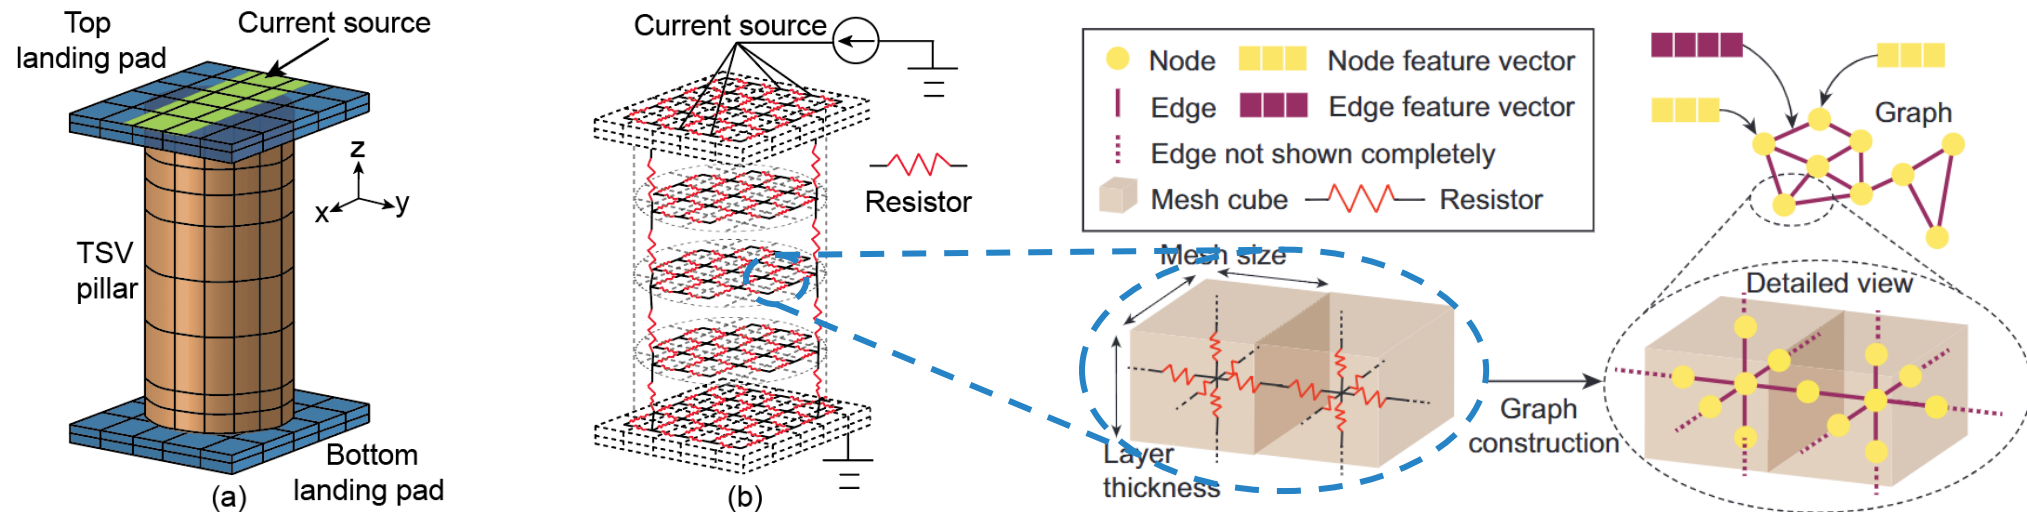 Top
landing pad
Current source
z
x
y
TSV
pillar
Bottom
landing pad
(a)
Current source
Resistor
(b)
Node
Node feature vector
Edge
Edge feature vector
Edge not shown completely
Mesh cube
Resistor
Mesh size
Layer
thickness
Graph
construction
Graph
Detailed view